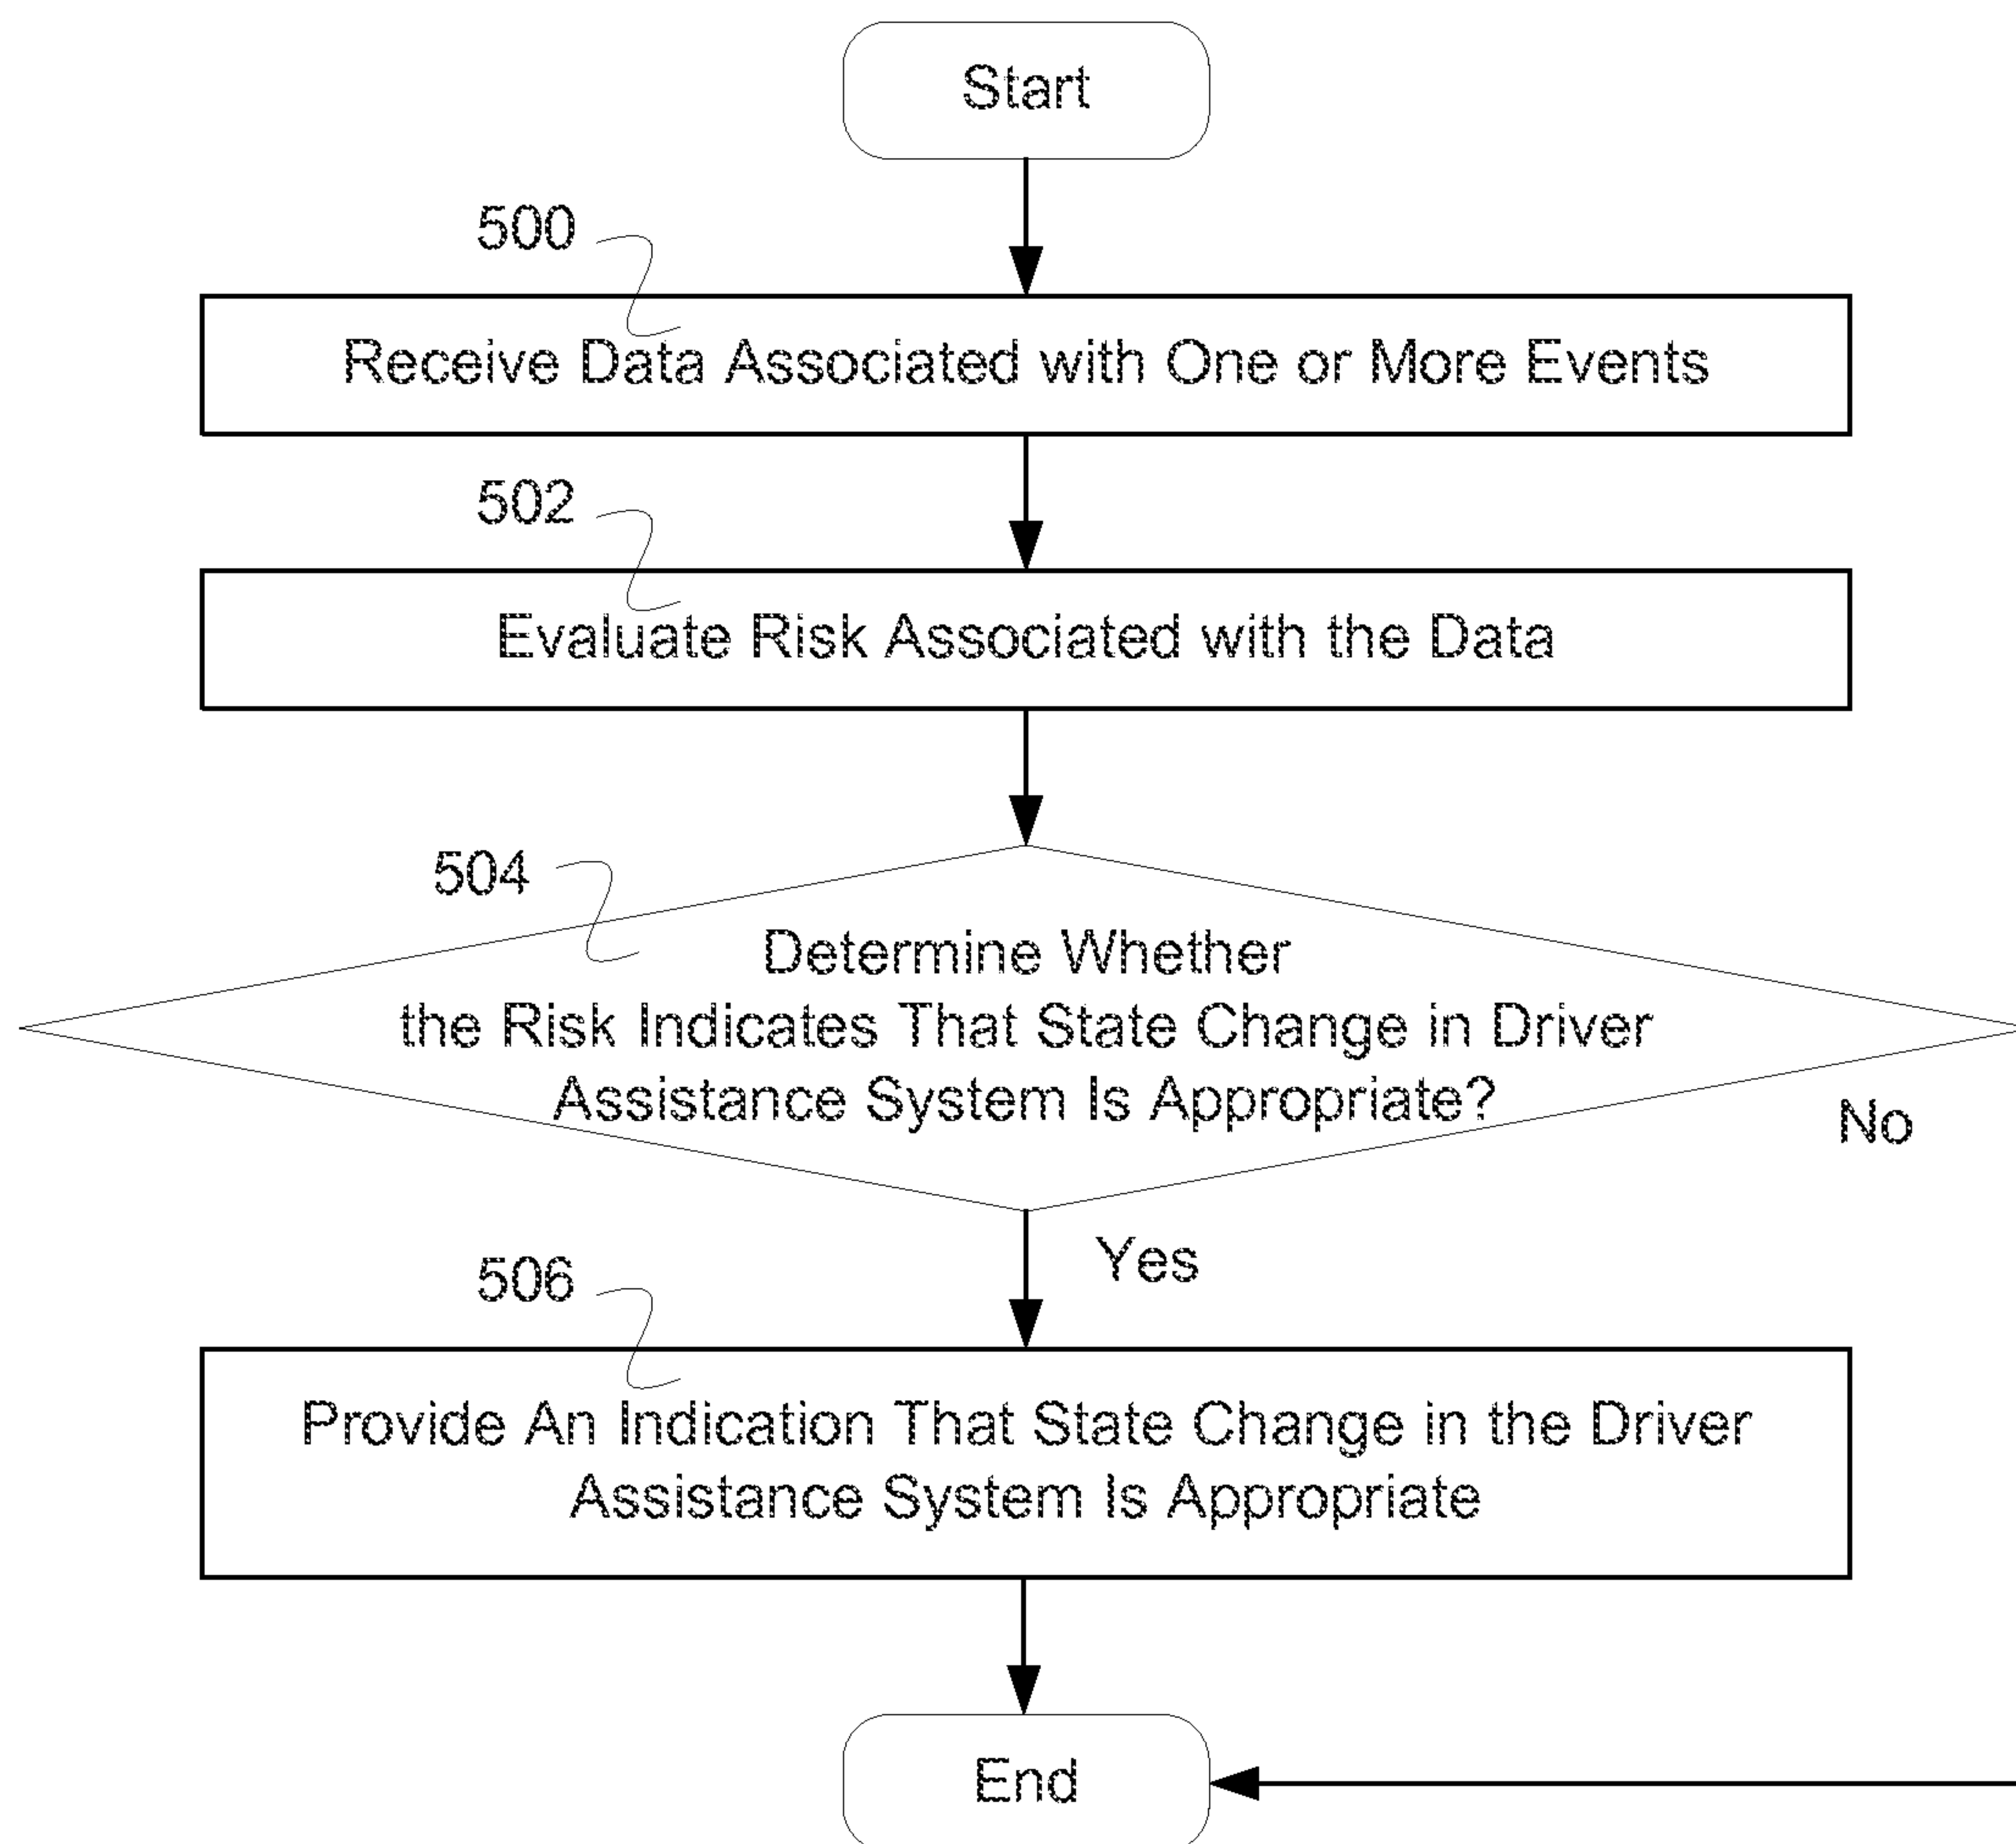 Start
500
Receive Data Associated with One or More Events
502
Evaluate Risk Associated with the Data
504
Determine Whether
the Risk Indicates That State Change in Driver
Assistance System Is Appropriate?
No
Yes
506
Provide An Indication That State Change in the Driver
Assistance System Is Appropriate
End